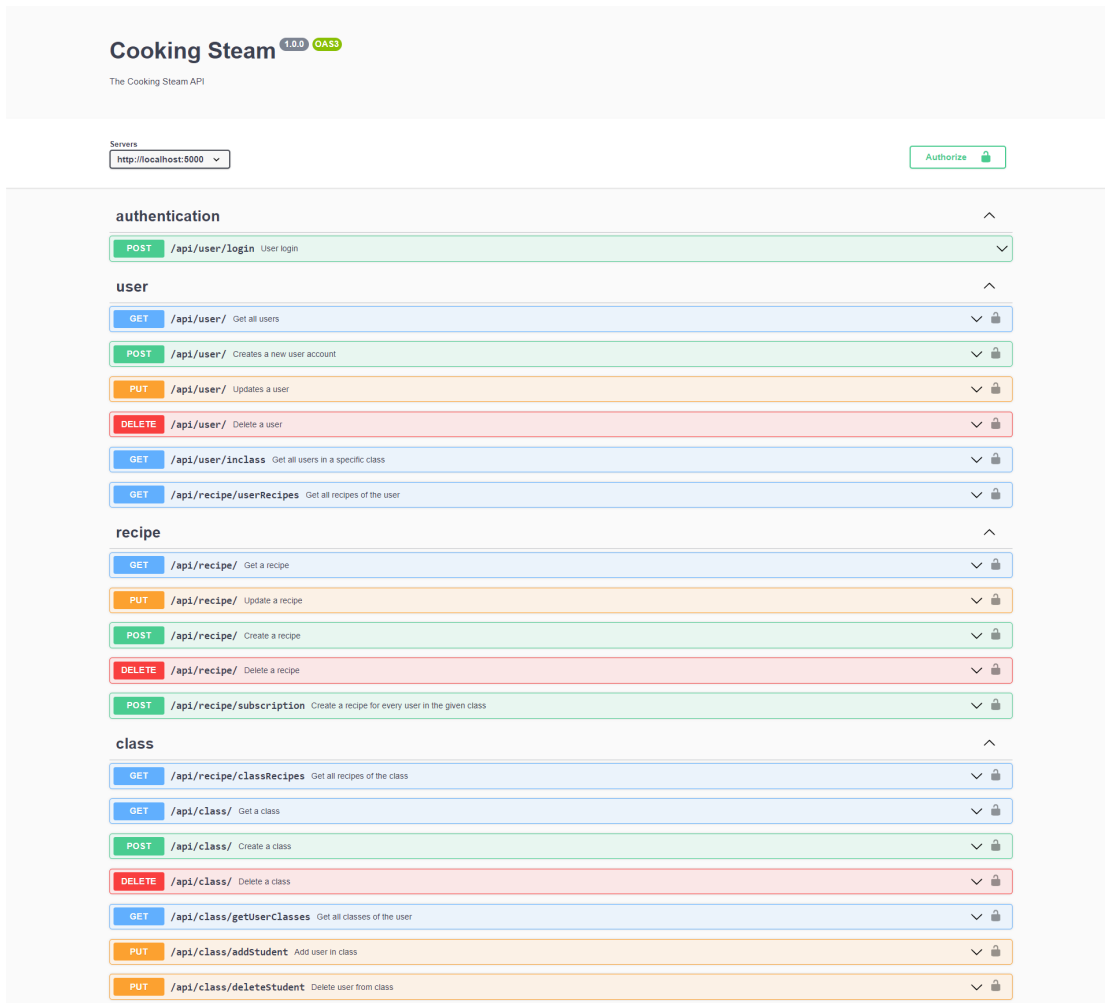 Cooking Steam 1.0.0 OAS3
The Cooking Steam API
Servers
http://localhost:5000
Authorize
authentication
POST /api/user/login User login
user
GET /api/user/ Get all users
POST /api/user/ Creates a new user account
PUT /api/user/ Updates a user
DELETE /api/user/ Delete a user
GET /api/user/inclass Get all users in a specific class
GET /api/recipe/userRecipes Get all recipes of the user
recipe
GET /api/recipe/ Get a recipe
PUT /api/recipe/ Update a recipe
POST /api/recipe/ Create a recipe
DELETE /api/recipe/ Delete a recipe
POST /api/recipe/subscription Create a recipe for every user in the given class
class
GET /api/recipe/classRecipes Get all recipes of the class
GET /api/class/ Get a class
POST /api/class/ Create a class
DELETE /api/class/ Delete a class
GET /api/class/getUserClasses Get all classes of the user
PUT /api/class/addStudent Add user in class
PUT /api/class/deleteStudent Delete user from class